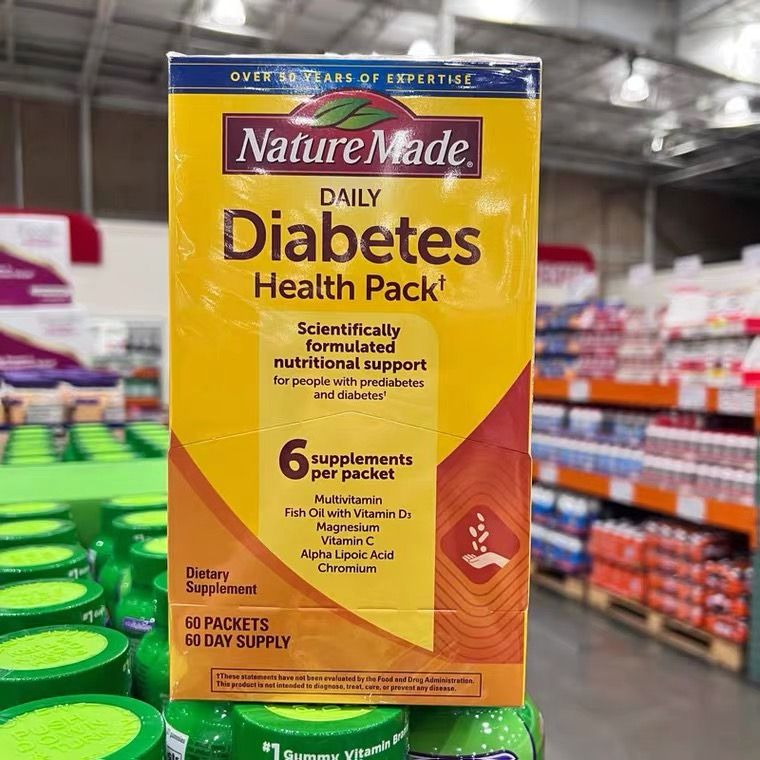 OVER 50 YEARS OF EXPERTISE
Nature Made®
DAILY
Diabetes
Health Pack†
Scientifically
formulated
nutritional support
for people with prediabetes
and diabetes†
6 supplements
per packet
Multivitamin
Fish Oil with Vitamin D3
Magnesium
Vitamin C
Alpha Lipoic Acid
Chromium
Dietary
Supplement
60 PACKETS
60 DAY SUPPLY
†These statements have not been evaluated by the Food and Drug Administration.
This product is not intended to diagnose, treat, cure, or prevent any disease.
#1 Gummy Vitamin